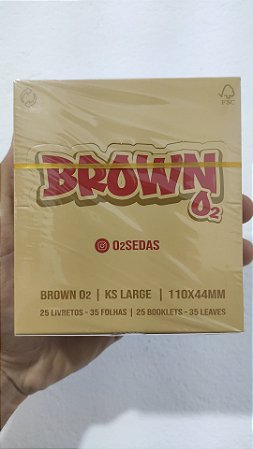 FSC
BROWN
O2
O2SEDAS
BROWN O2 | KS LARGE | 110X44MM
25 LIVRETOS - 35 FOLHAS | 25 BOOKLETS - 35 LEAVES